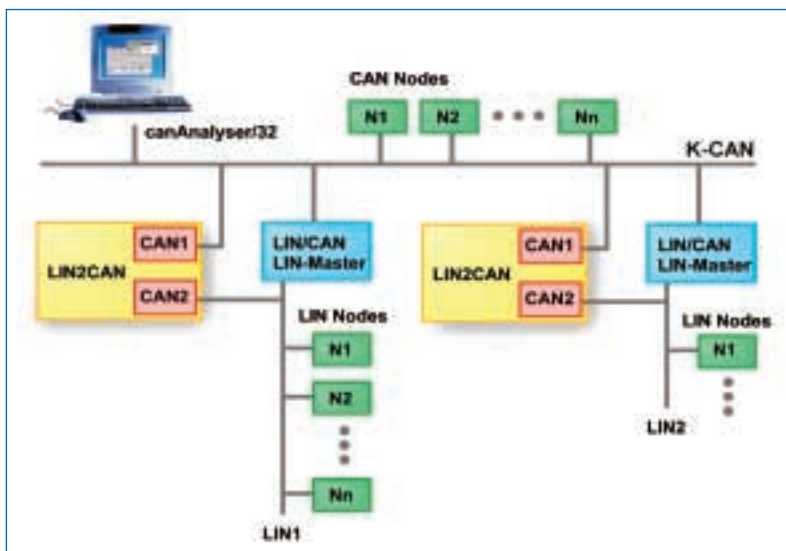 CAN Nodes
N1 N2 Nn
canAnalyser/32
K-CAN
LIN2CAN
CAN1
CAN2
LIN/CAN
LIN-Master
LIN Nodes
N1
N2
Nn
LIN1
LIN2CAN
CAN1
CAN2
LIN/CAN
LIN-Master
LIN Nodes
N1
LIN2